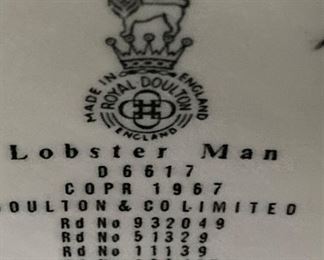 MADE IN ENGLAND
ROYAL DOULTON
ENGLAND
Lobster Man
D 6617
COPR 1967
DOULTON & CO LIMITED
Rd No 932049
Rd No 51329
Rd No 11139